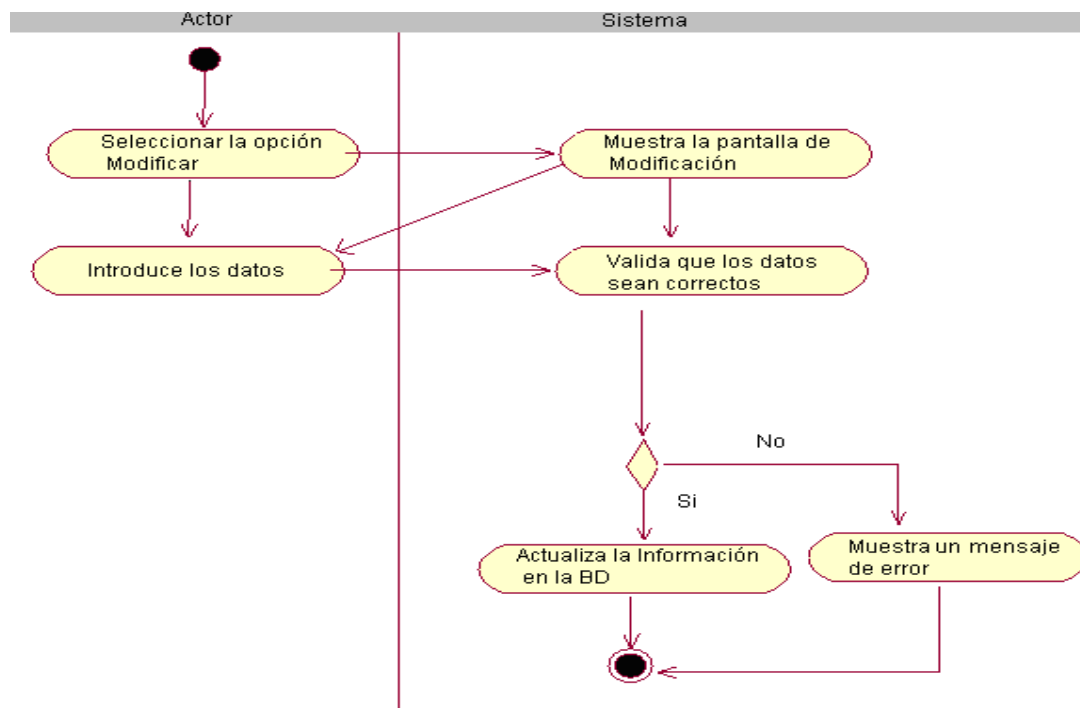 Actor
Sistema
Seleccionar la opción
Modificar
Muestra la pantalla de
Modificación
Introduce los datos
Valida que los datos
sean correctos
No
Si
Actualiza la Información
en la BD
Muestra un mensaje
de error